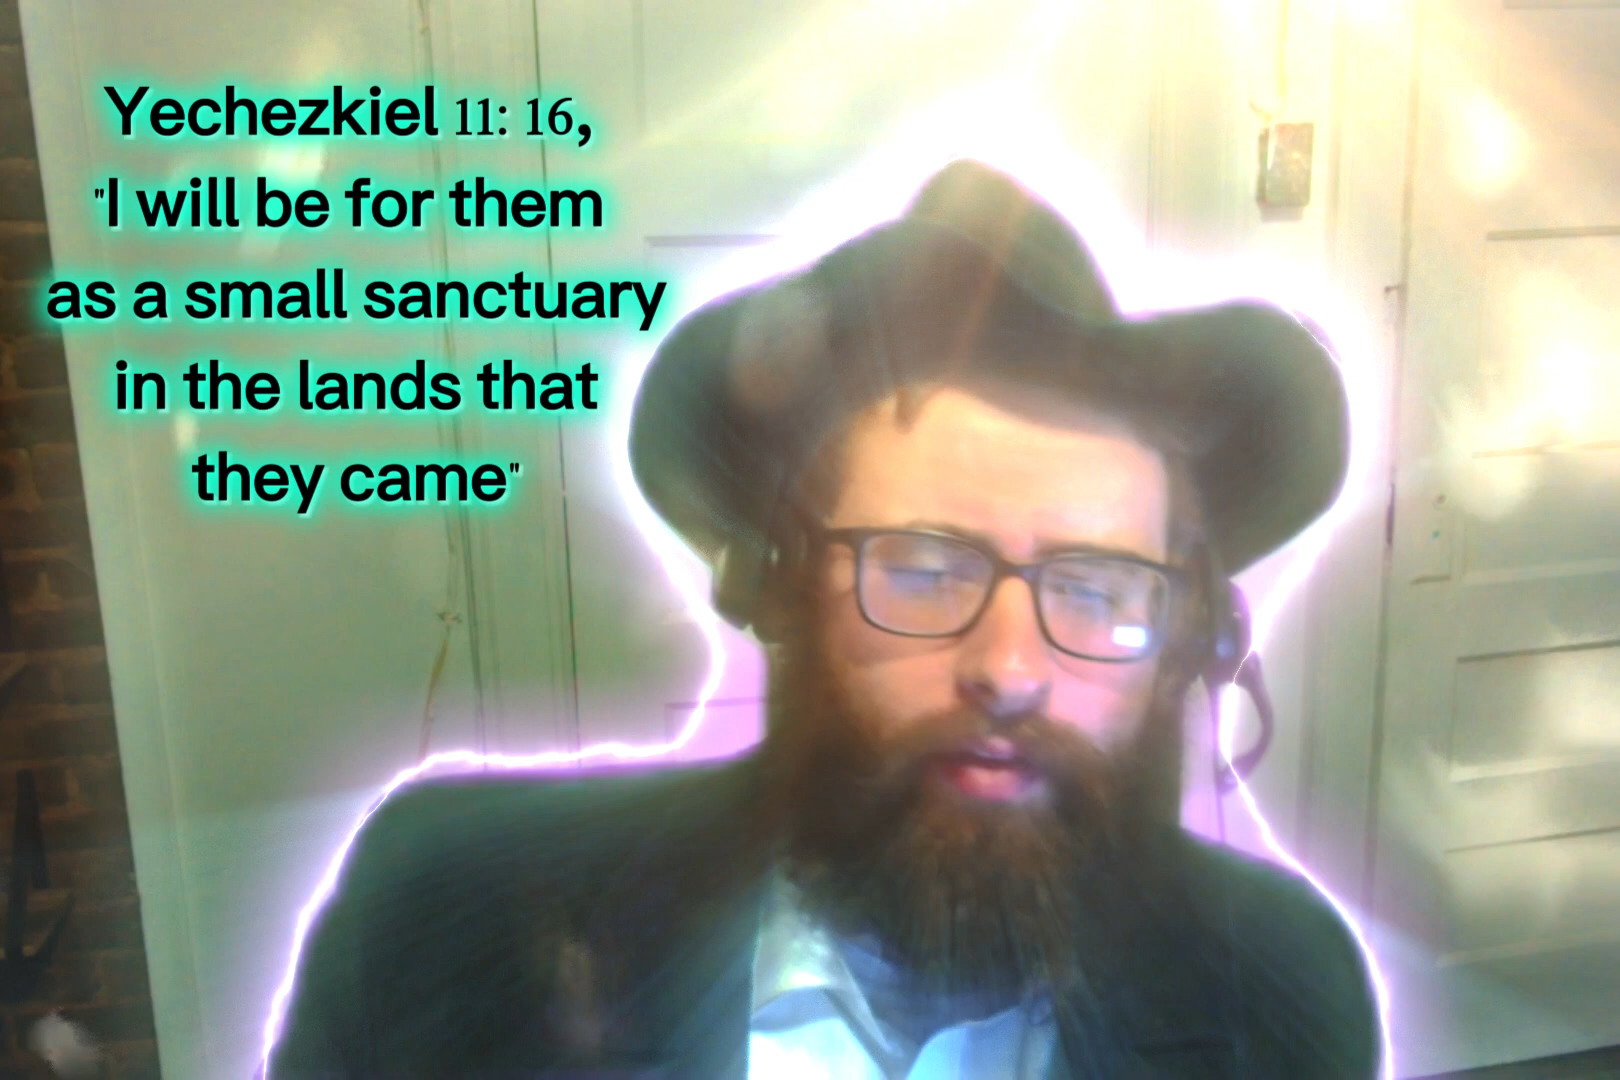 Yechezkiel 11: 16,
"I will be for them
as a small sanctuary
in the lands that
they came"